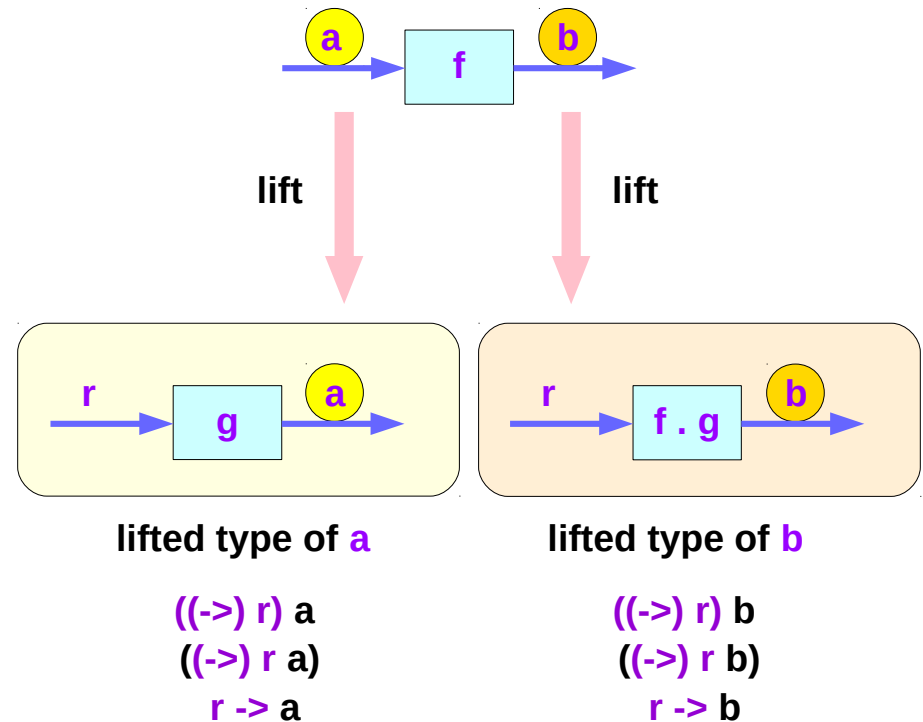 a f b
lift lift
r g a
r f . g b
lifted type of a
lifted type of b
((->) r) a
((->) r a)
r -> a
((->) r) b
((->) r b)
r -> b